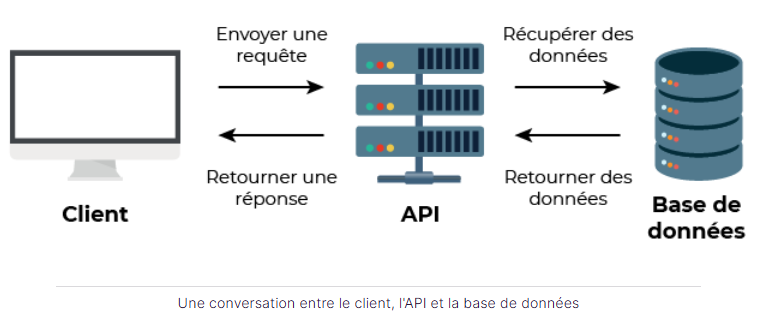 Envoyer une
requête
Récupérer des
données
Retourner une
réponse
Retourner des
données
Client
API
Base de
données
Une conversation entre le client, l'API et la base de données